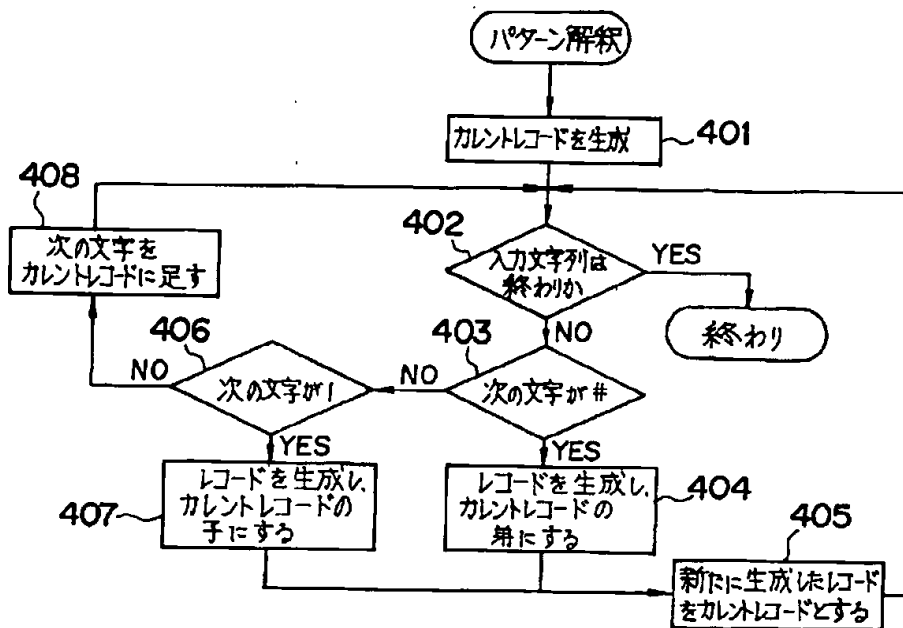 パターン解釈
カレントレコードを生成
401
408
次の文字を
カレントレコードに足す
402
入力文字列は
終わりか
YES
終わり
NO
406
403
NO
次の文字が /
NO
次の文字が #
YES
YES
レコードを生成し、
カレントレコードの
子にする
407
レコードを生成し、
カレントレコードの
弟にする
404
405
新たに生成したレコード
をカレントレコードとする